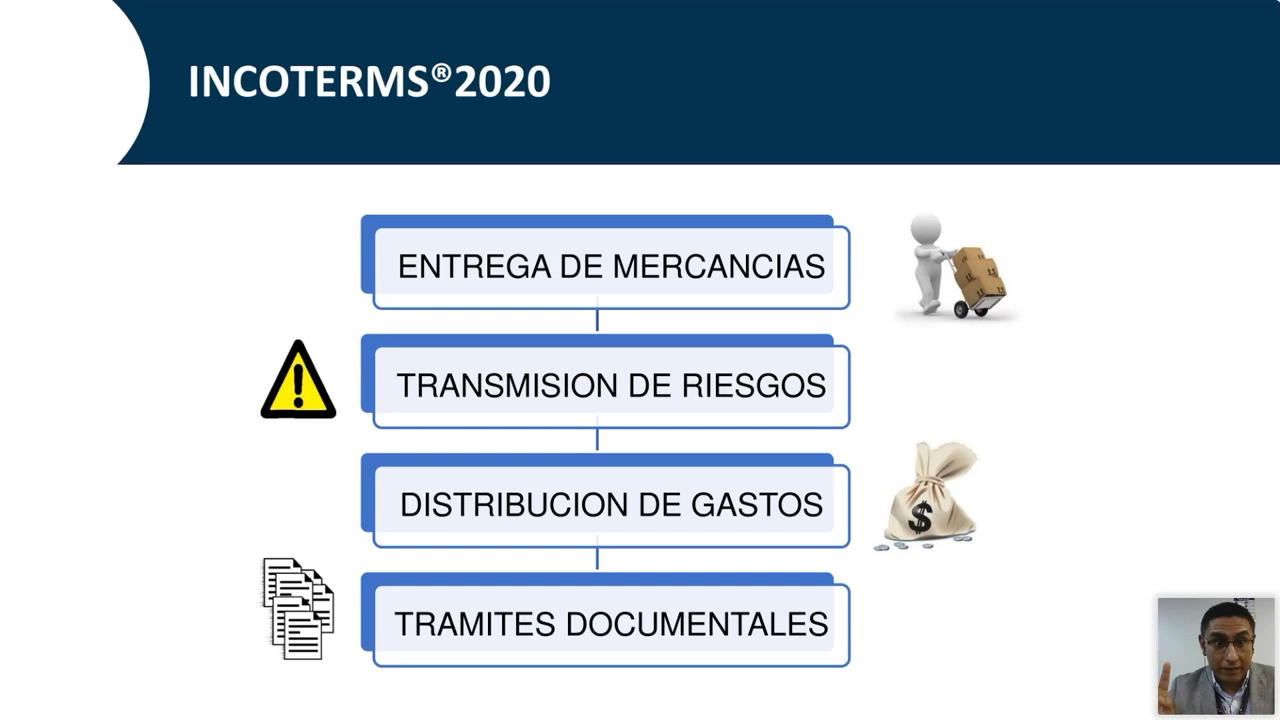 INCOTERMS®2020
ENTREGA DE MERCANCIAS
TRANSMISION DE RIESGOS
DISTRIBUCION DE GASTOS
TRAMITES DOCUMENTALES
$